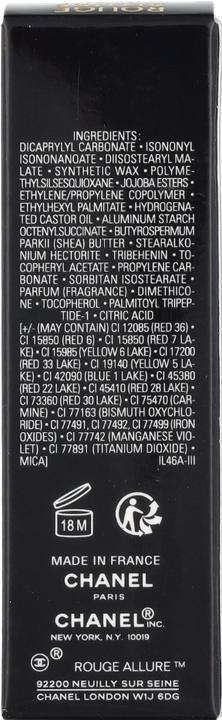 ROUGE
INGREDIENTS:
DICAPRYLYL CARBONATE • ISONONYL
ISONONANOATE • DIISOSTEARYL MA-
LATE • SYNTHETIC WAX • POLYME-
THYLSILSESQUIOXANE • JOJOBA ESTERS •
ETHYLENE/PROPYLENE COPOLYMER •
ETHYLHEXYL PALMITATE • HYDROGENA-
TED CASTOR OIL • ALUMINUM STARCH
OCTENYLSUCCINATE • BUTYROSPERMUM
PARKII (SHEA) BUTTER • STEARALKO-
NIUM HECTORITE • TRIBEHENIN • TO-
COPHERYL ACETATE • PROPYLENE CAR-
BONATE • SORBITAN ISOSTEARATE •
PARFUM (FRAGRANCE) • DIMETHICO-
NE • TOCOPHEROL • PALMITOYL TRIPEP-
TIDE-1 • CITRIC ACID
[+/- (MAY CONTAIN) CI 12085 (RED 36) •
CI 15850 (RED 6) • CI 15850 (RED 7 LA-
KE) • CI 15985 (YELLOW 6 LAKE) • CI 17200
(RED 33 LAKE) • CI 19140 (YELLOW 5 LA-
KE) • CI 42090 (BLUE 1 LAKE) • CI 45380
(RED 22 LAKE) • CI 45410 (RED 28 LAKE) •
CI 73360 (RED 30 LAKE) • CI 75470 (CAR-
MINE) • CI 77163 (BISMUTH OXYCHLO-
RIDE) • CI 77491, CI 77492, CI 77499 (IRON
OXIDES) • CI 77742 (MANGANESE VIO-
LET) • CI 77891 (TITANIUM DIOXIDE) •
MICA] IL46A-III
18 M
MADE IN FRANCE
CHANEL
PARIS
CHANEL® INC.
NEW YORK, N.Y. 10019
® ROUGE ALLURE™
92200 NEUILLY SUR SEINE
CHANEL LONDON W1J 6DG